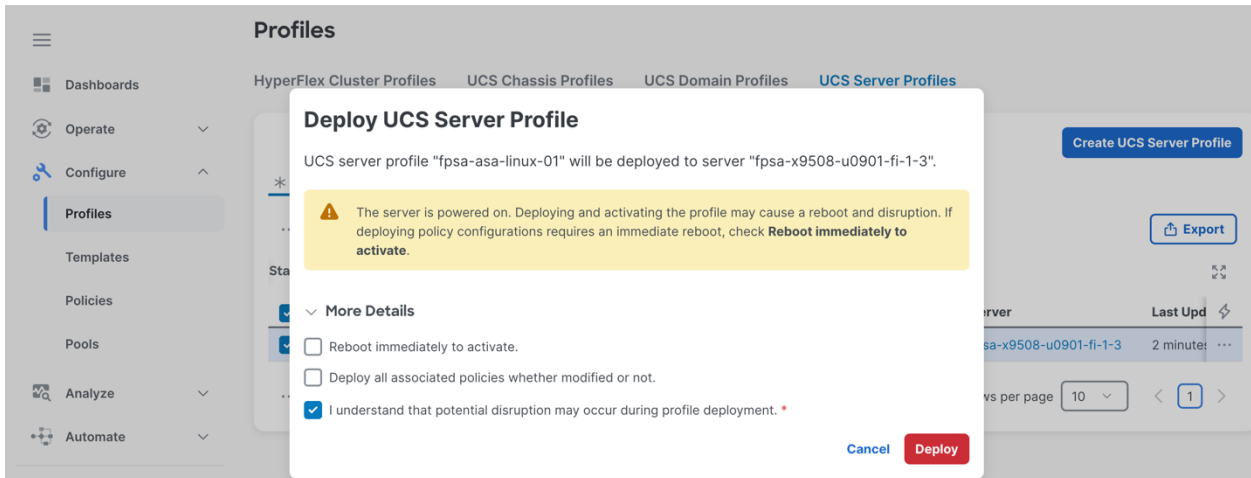 Profiles
Dashboards
HyperFlex Cluster Profiles UCS Chassis Profiles UCS Domain Profiles UCS Server Profiles
Operate
Deploy UCS Server Profile
Create UCS Server Profile
UCS server profile "fpsa-asa-linux-01" will be deployed to server "fpsa-x9508-u0901-fi-1-3".
Configure
Profiles
The server is powered on. Deploying and activating the profile may cause a reboot and disruption. If
deploying policy configurations requires an immediate reboot, check Reboot immediately to
activate.
Export
Templates
Sta
Policies
More Details
rver Last Upd
Pools
Reboot immediately to activate.
sa-x9508-u0901-fi-1-3 2 minutes
Deploy all associated policies whether modified or not.
Analyze
vs per page 10 1
I understand that potential disruption may occur during profile deployment. *
Automate
Cancel Deploy